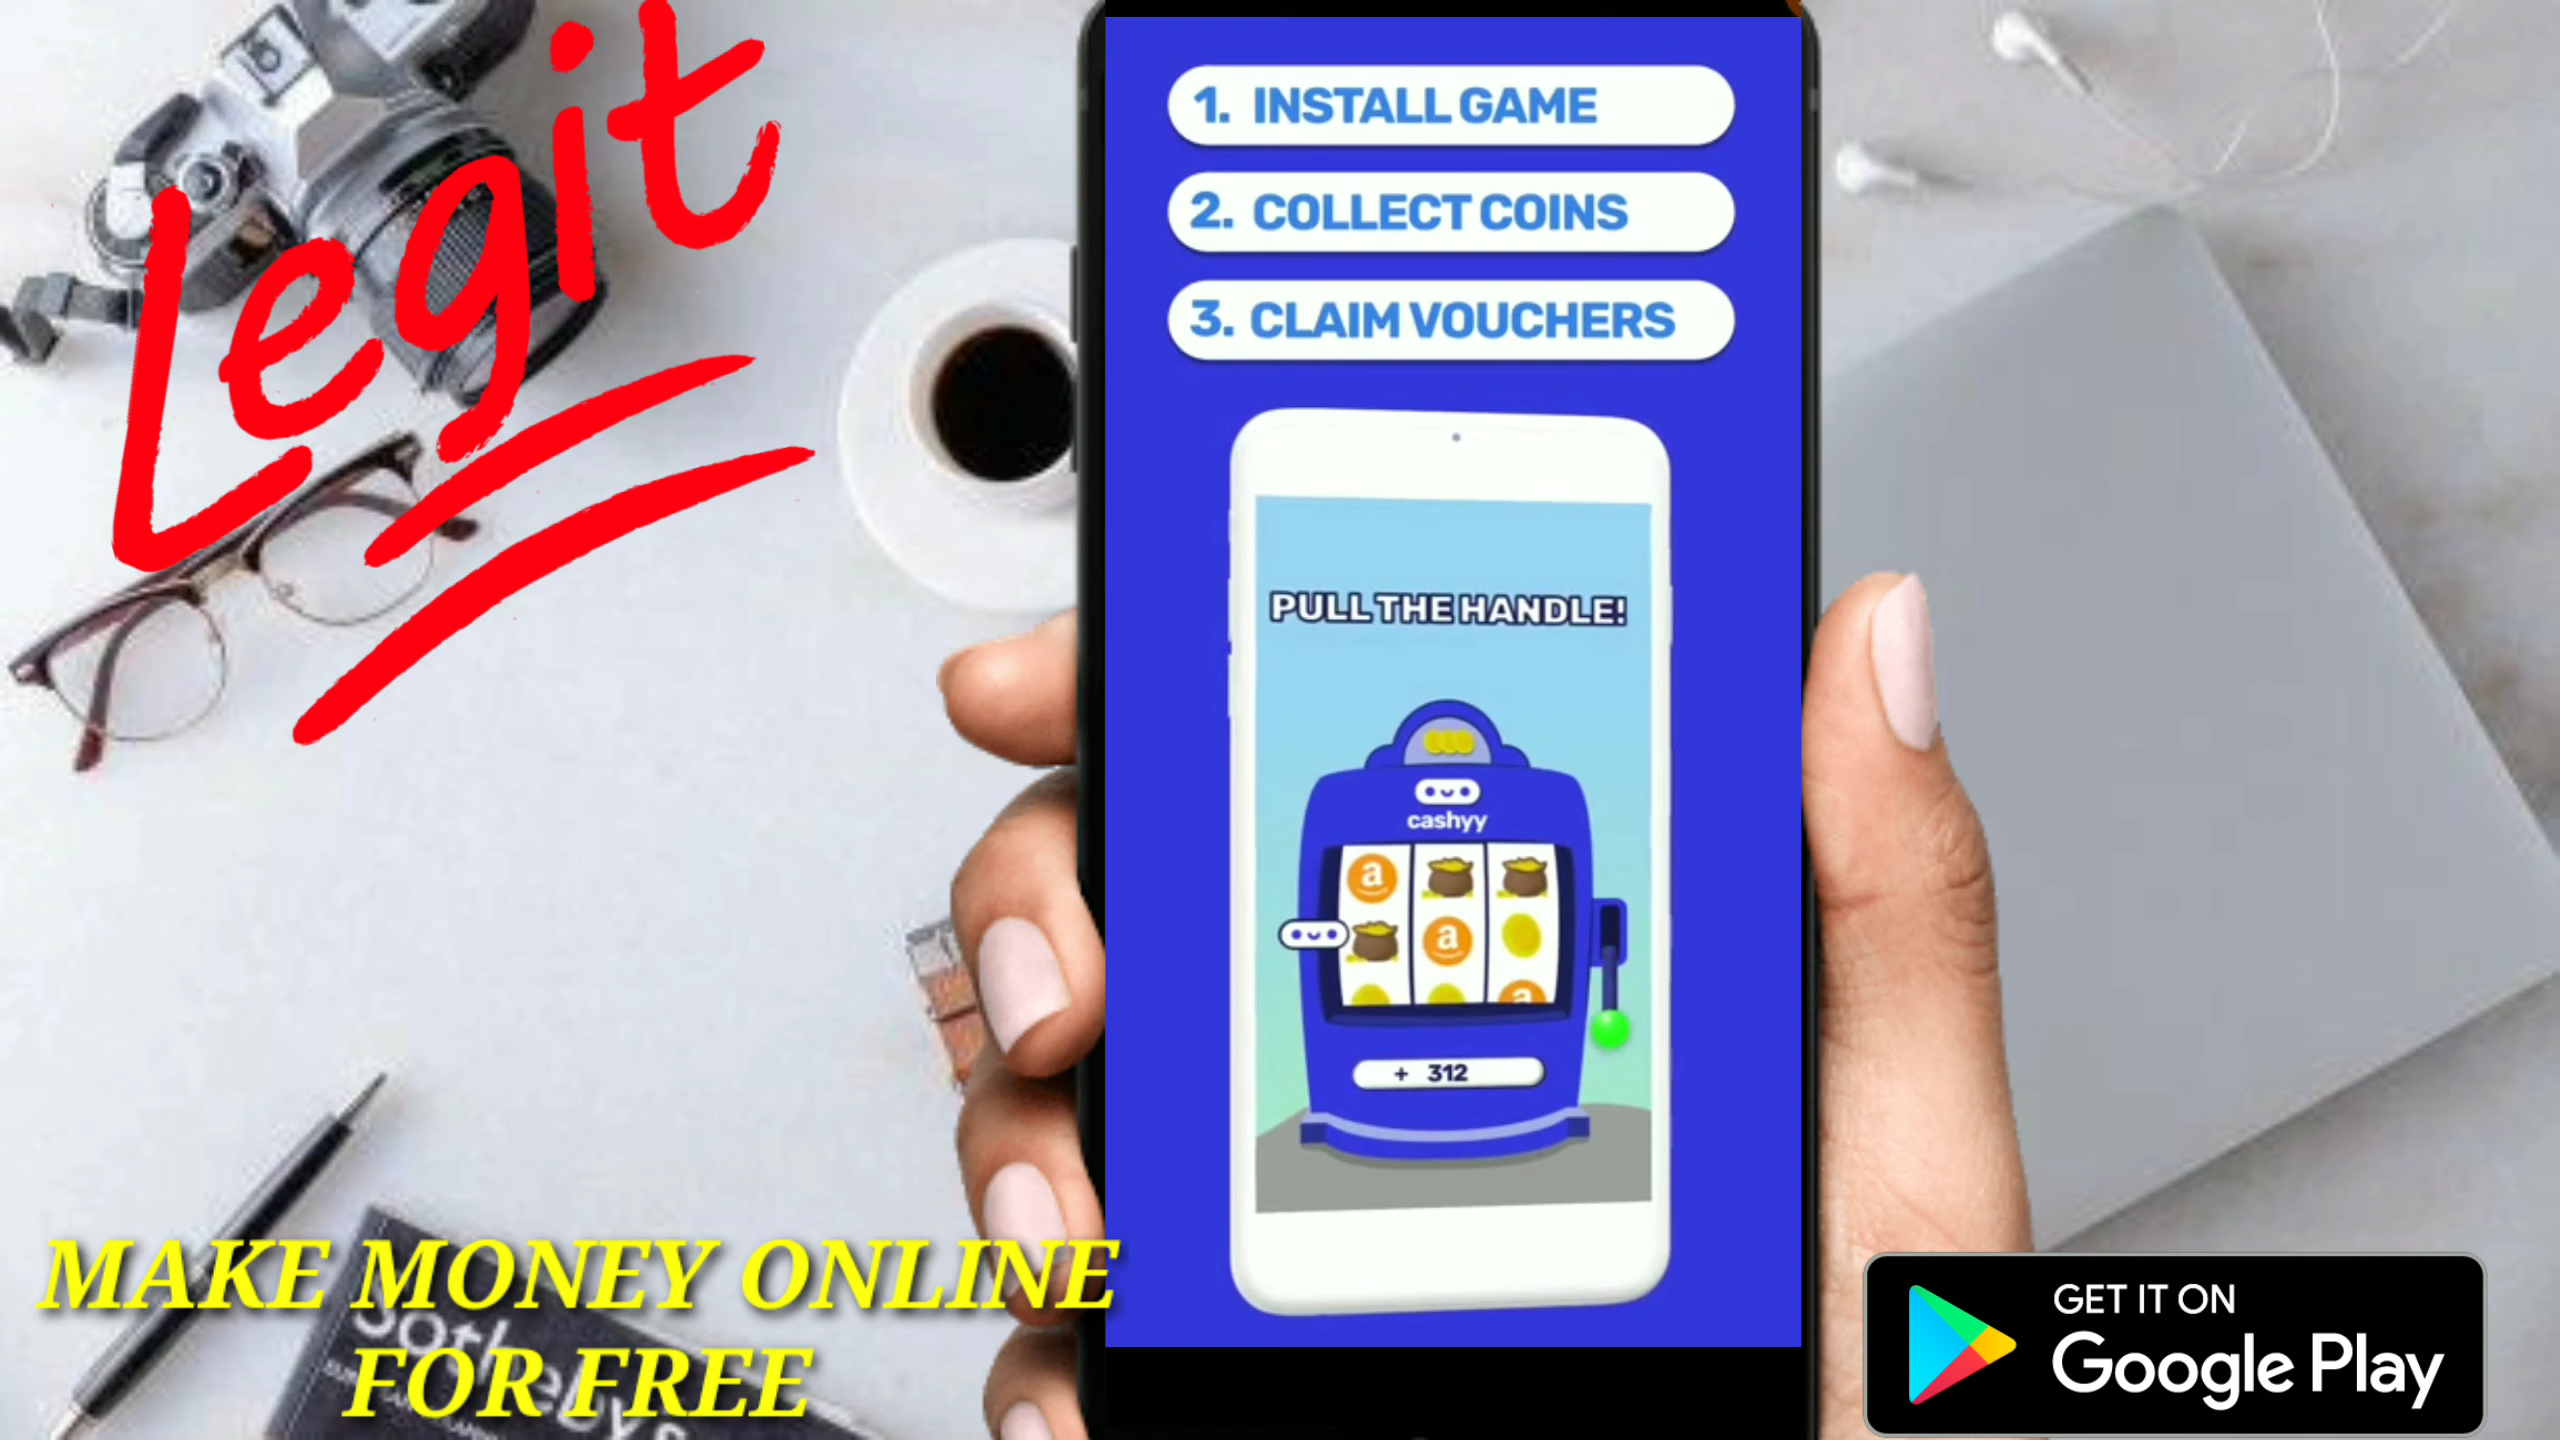 Legit
1. INSTALL GAME
2. COLLECT COINS
3. CLAIM VOUCHERS
PULL THE HANDLE!
cashyy
+ 312
MAKE MONEY ONLINE
FOR FREE
GET IT ON
Google Play